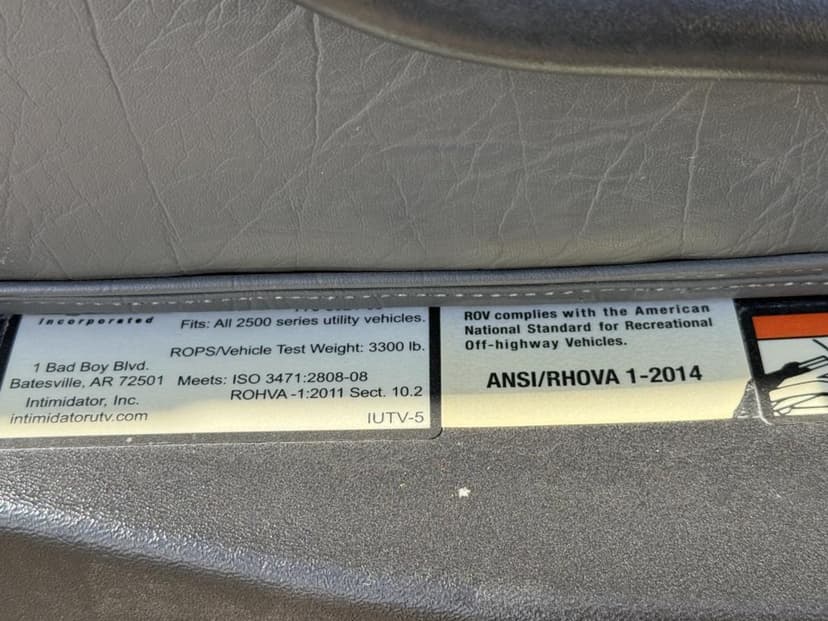 incorporated
Fits: All 2500 series utility vehicles.
ROPS/Vehicle Test Weight: 3300 lb.
1 Bad Boy Blvd.
Batesville, AR 72501
Intimidator, Inc.
intimidatorutv.com
Meets: ISO 3471:2808-08
ROHVA -1:2011 Sect. 10.2
IUTV-5
ROV complies with the American
National Standard for Recreational
Off-highway Vehicles.
ANSI/RHOVA 1-2014